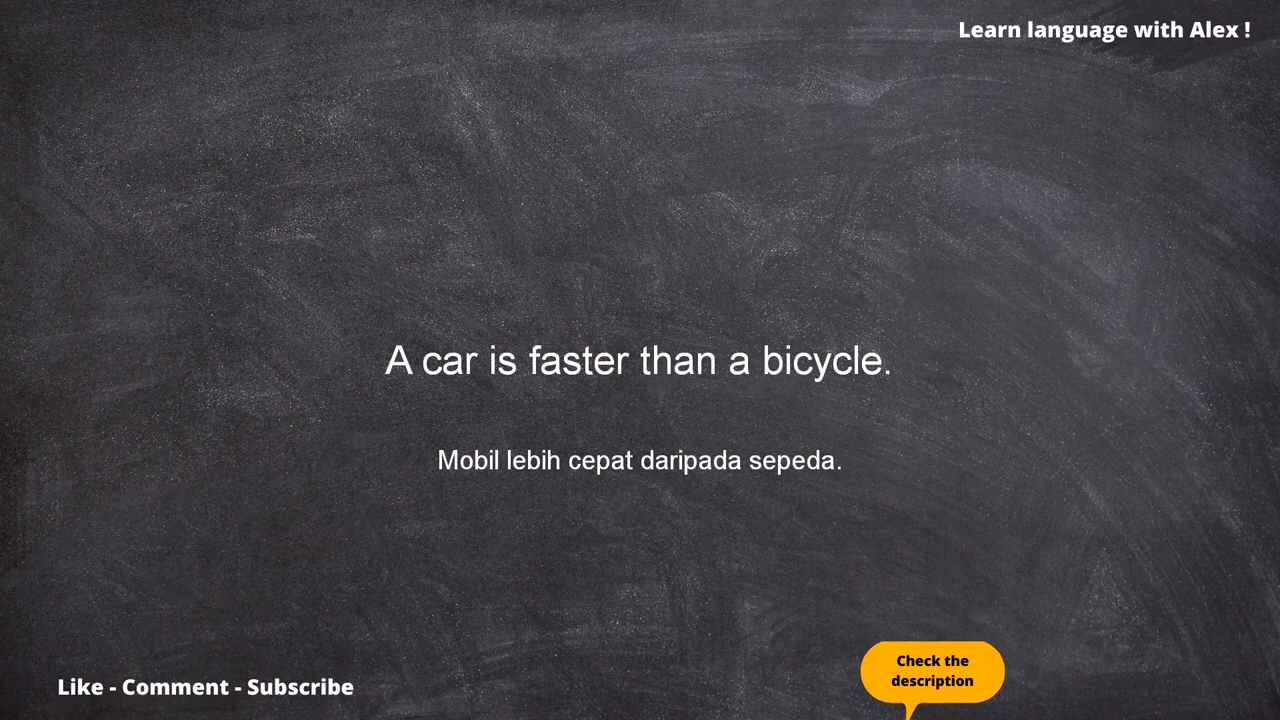 Learn language with Alex !
A car is faster than a bicycle.
Mobil lebih cepat daripada sepeda.
Like - Comment - Subscribe
Check the
description